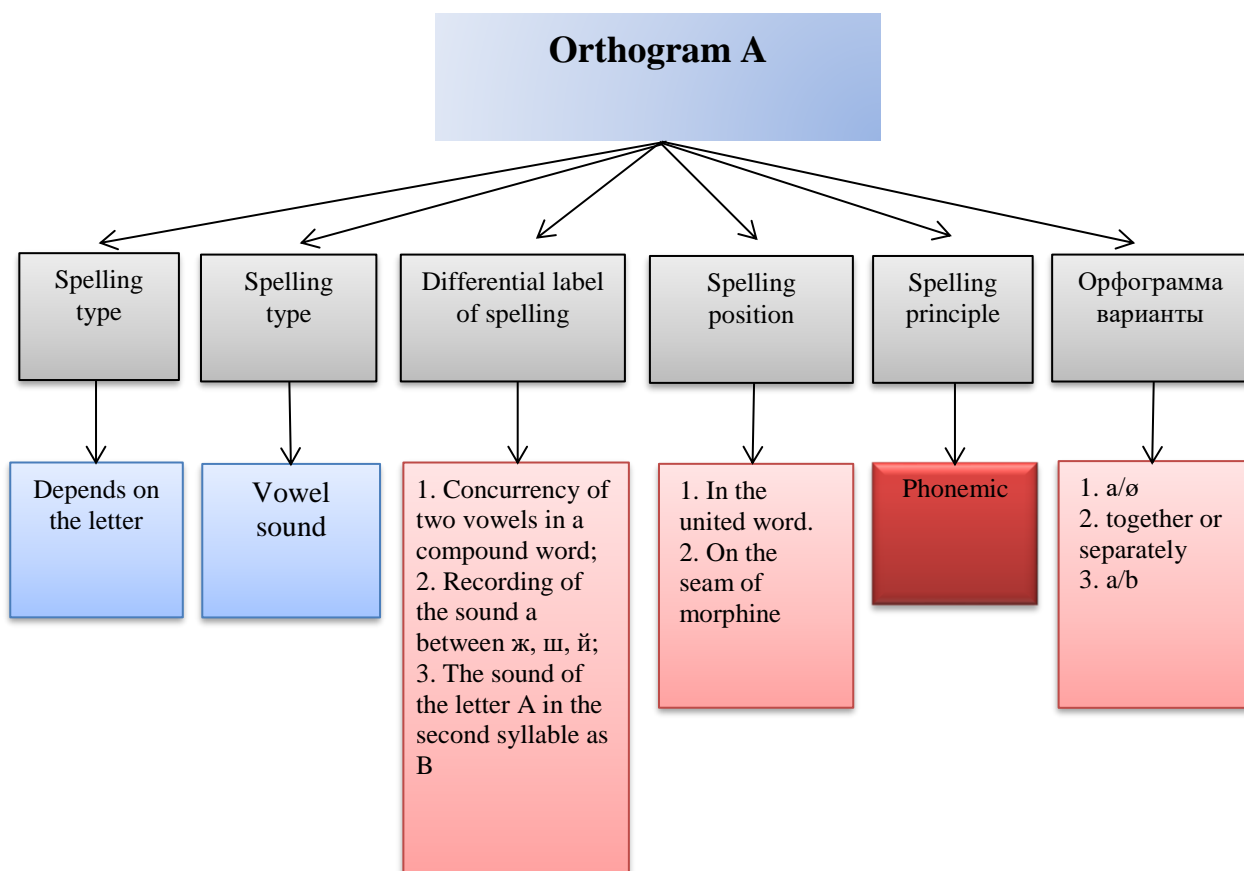 Orthogram A
Spelling
type
Spelling
type
Differential label
of spelling
Spelling
position
Spelling
principle
Орфограмма
варианты
Depends on
the letter
Vowel
sound
1. Concurrency of
two vowels in a
compound word;
2. Recording of
the sound a
between ж, ш, й;
3. The sound of
the letter A in the
second syllable as
B
1. In the
united word.
2. On the
seam of
morphine
Phonemic
1. a/ø
2. together or
separately
3. a/b